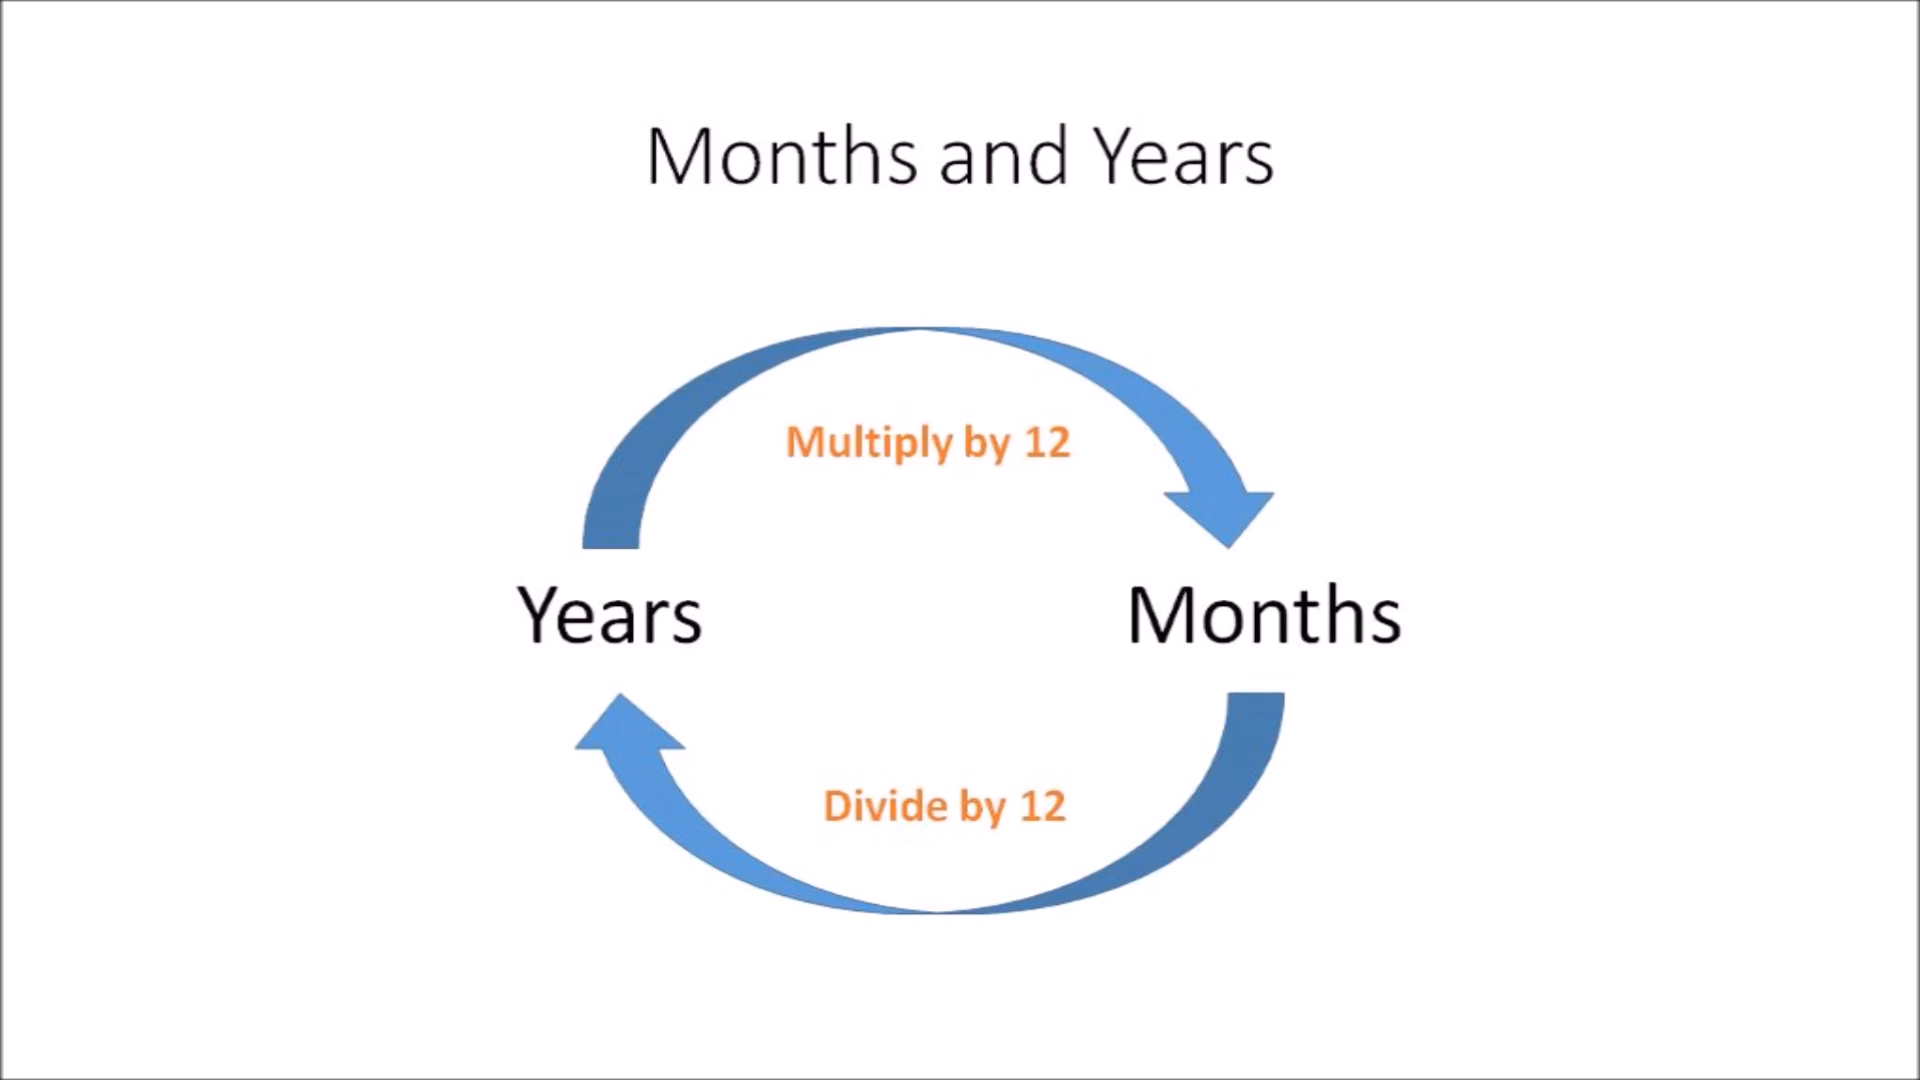 Months and Years
Multiply by 12
Years
Months
Divide by 12